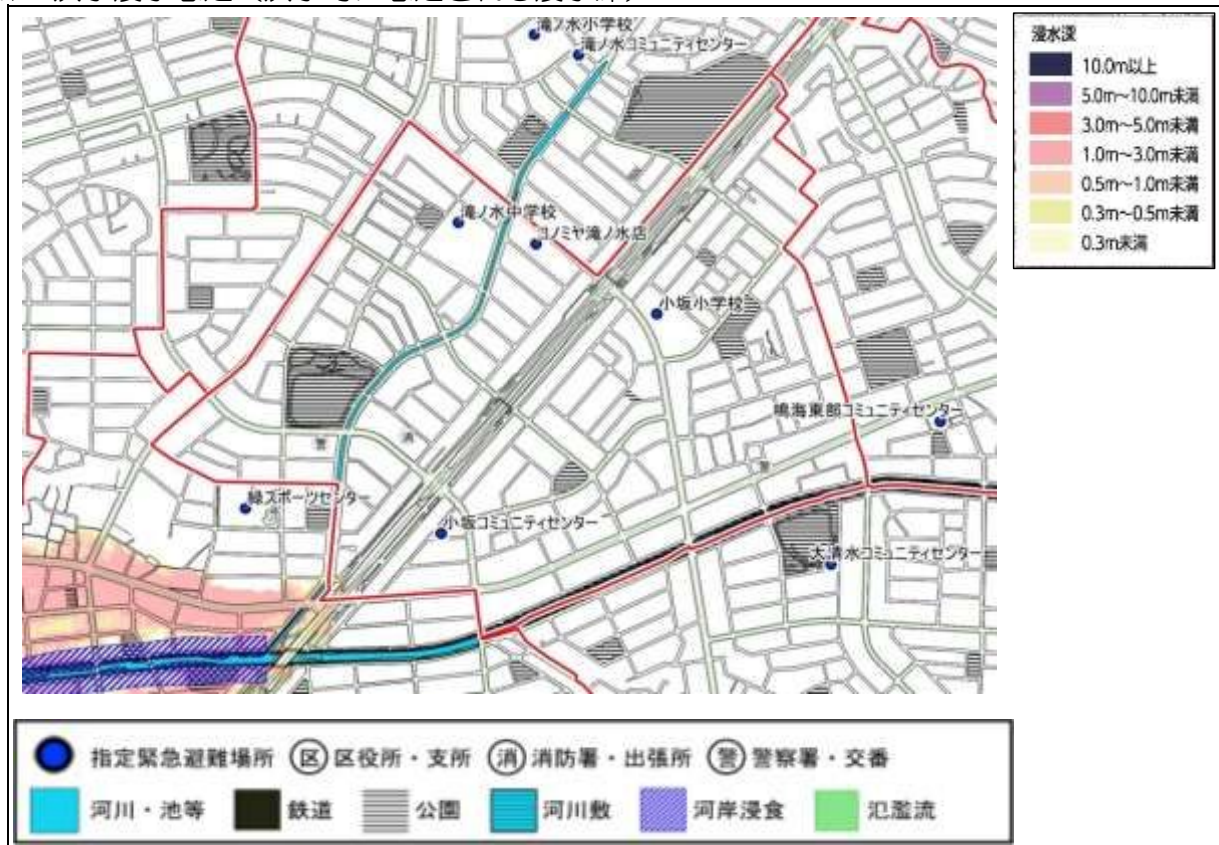 滝ノ水小学校
滝ノ水コミュニティセンター
滝ノ水中学校
コノミヤ滝ノ水店
小坂小学校
鳴海東部コミュニティセンター
消
警
警
緑スポーツセンター
小坂コミュニティセンター
大清水コミュニティセンター
浸水深
10.0m以上
5.0m～10.0m未満
3.0m～5.0m未満
1.0m～3.0m未満
0.5m～1.0m未満
0.3m～0.5m未満
0.3m未満
指定緊急避難場所 区 区役所・支所 消 消防署・出張所 警 警察署・交番
河川・池等 鉄道 公園 河川敷 河岸浸食 氾濫流